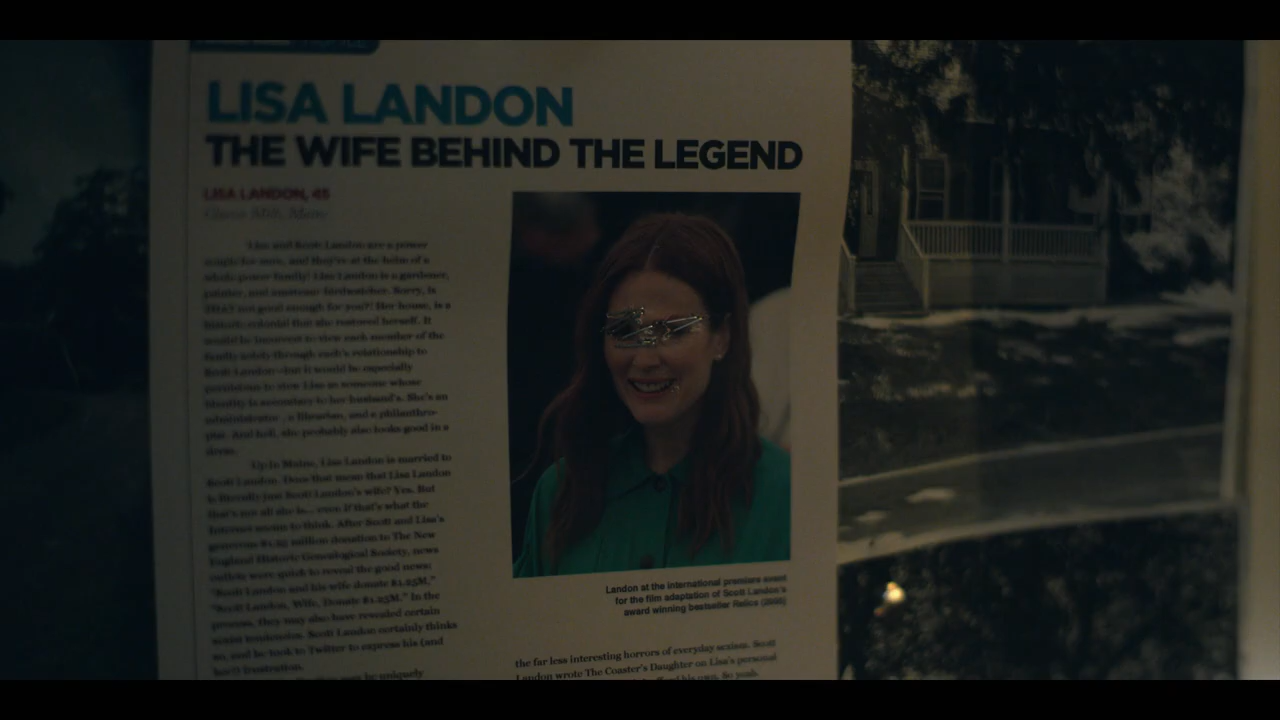 LISA LANDON
THE WIFE BEHIND THE LEGEND
LISA LANDON, 45
Lisa and Scott Landon are a power
couple for sure, and they're at the helm of a
whole power family! Lisa Landon is a gardener,
painter, and amateur birdwatcher. Sorry, is
THAT not good enough for you?! Her house, is a
historic colonial that she restored herself. It
would be incorrect to view each member of the
family solely through each's relationship to
Scott Landon—but it would be especially
pernicious to view Lisa as someone whose
identity is secondary to her husband's. She's an
administrator, a librarian, and a philanthro-
pist. And hell, she probably also looks good in a
dress.
Up in Maine, Lisa Landon is married to
Scott Landon. Does that mean that Lisa Landon
is literally just Scott Landon's wife? Yes. But
that's not all she is... even if that's what the
Internet seems to think. After Scott and Lisa's
generous $1.25 million donation to The New
England Historic Genealogical Society, news
outlets were quick to reveal the good news:
"Scott Landon and his wife donate $1.25M,"
"Scott Landon, Wife, Donate $1.25M." In the
process, they may also have revealed certain
sexist tendencies. Scott Landon certainly thinks
so, and he took to Twitter to express his (and
her!) frustration.
may be uniquely
Landon at the international premiere event
for the film adaptation of Scott Landon's
award winning bestseller Relics
the far less interesting horrors of everyday sexism. Scott
Landon wrote The Coaster's Daughter on Lisa's personal
his own. So yeah,